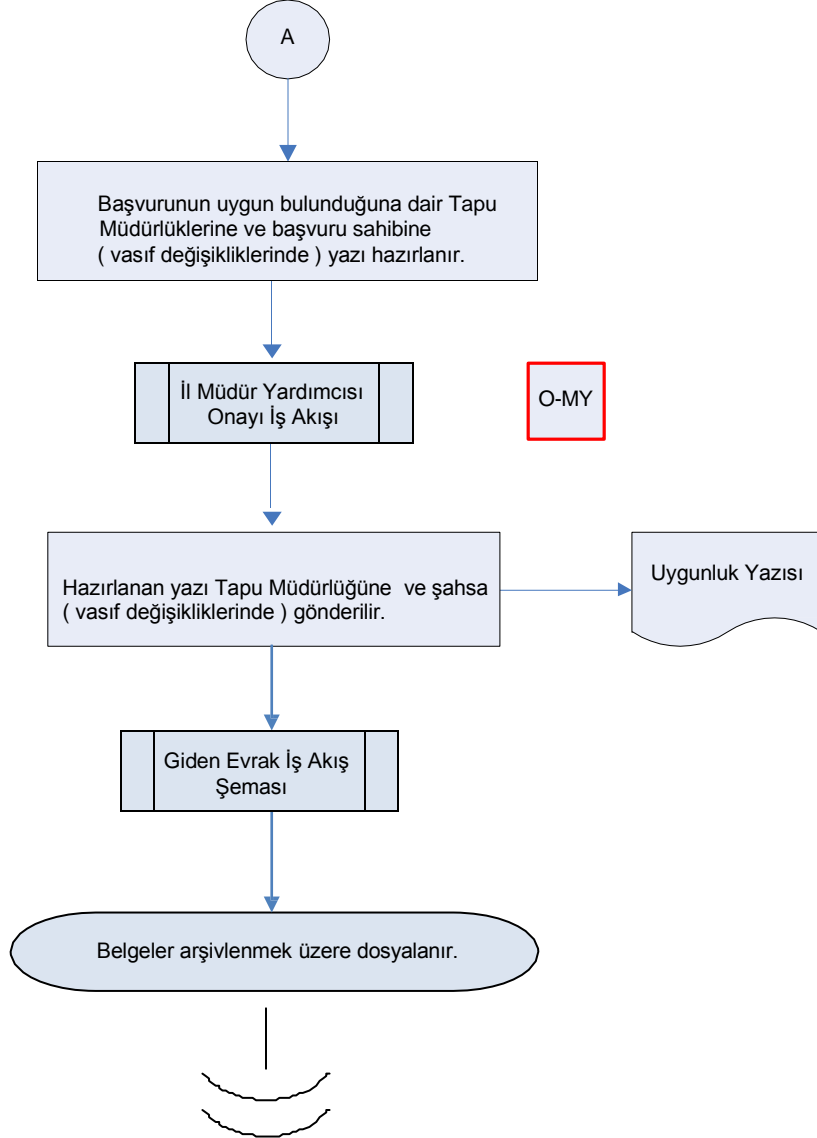 A
Başvurunun uygun bulunduğuna dair Tapu
Müdürlüklerine ve başvuru sahibine
( vasıf değişikliklerinde ) yazı hazırlanır.
İl Müdür Yardımcısı
Onayı İş Akışı
O-MY
Hazırlanan yazı Tapu Müdürlüğüne ve şahsa
( vasıf değişikliklerinde ) gönderilir.
Uygunluk Yazısı
Giden Evrak İş Akış
Şeması
Belgeler arşivlenmek üzere dosyalanır.